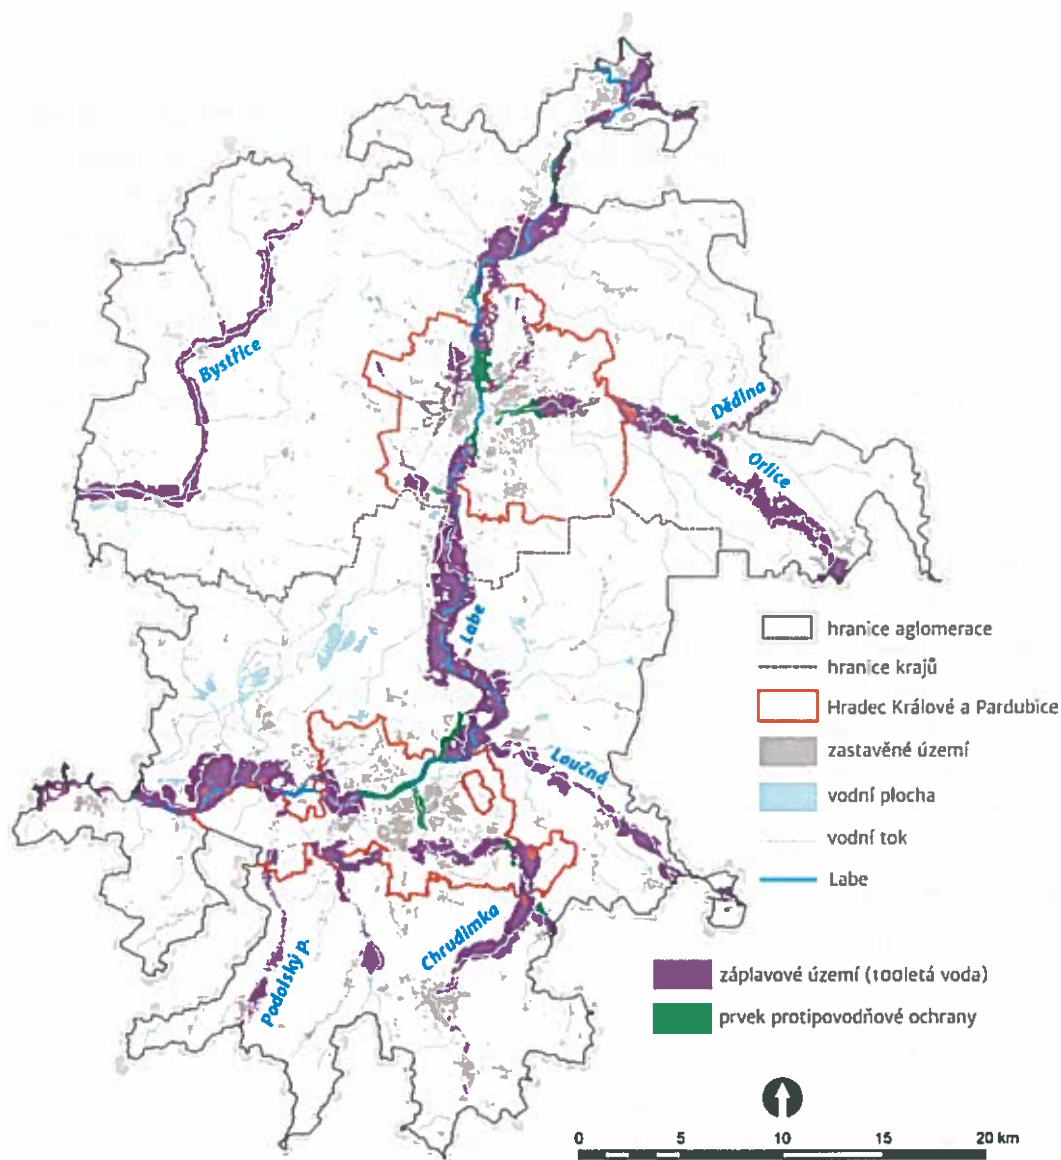 Bystřice
Dědina
Orlice
Labe
Loučná
Chrudimka
Podolský p.
hranice aglomerace
hranice krajů
Hradec Králové a Pardubice
zastavěné území
vodní plocha
vodní tok
Labe
záplavové území (100letá voda)
prvek protipovodňové ochrany
0 5 10 15 20 km